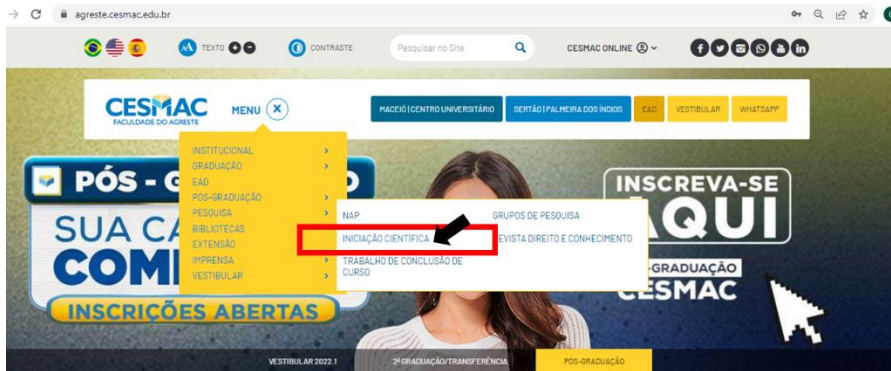 agreste.cesmac.edu.br
TEXTO
CONTRASTE
Pesquisar no Site
CESMAC ONLINE
CESMAC
FACULDADE DO AGRESTE
MENU
MACEIÓ | CENTRO UNIVERSITÁRIO
SERTÃO | PALMEIRA DOS ÍNDIOS
EAD
VESTIBULAR
WHATSAPP
INSTITUCIONAL
GRADUAÇÃO
EAD
PÓS-GRADUAÇÃO
PESQUISA
BIBLIOTECAS
EXTENSÃO
IMPRENSA
VESTIBULAR
NAP
GRUPOS DE PESQUISA
INICIAÇÃO CIENTÍFICA
EVISTA DIREITO E CONHECIMENTO
TRABALHO DE CONCLUSÃO DE
CURSO
PÓS - G
SUA CA
COM
INSCRIÇÕES ABERTAS
INSCREVA-SE
AQUI
GRADUAÇÃO
CESMAC
VESTIBULAR 2022.1
2ª GRADUAÇÃO/TRANSFERÊNCIA
PÓS-GRADUAÇÃO